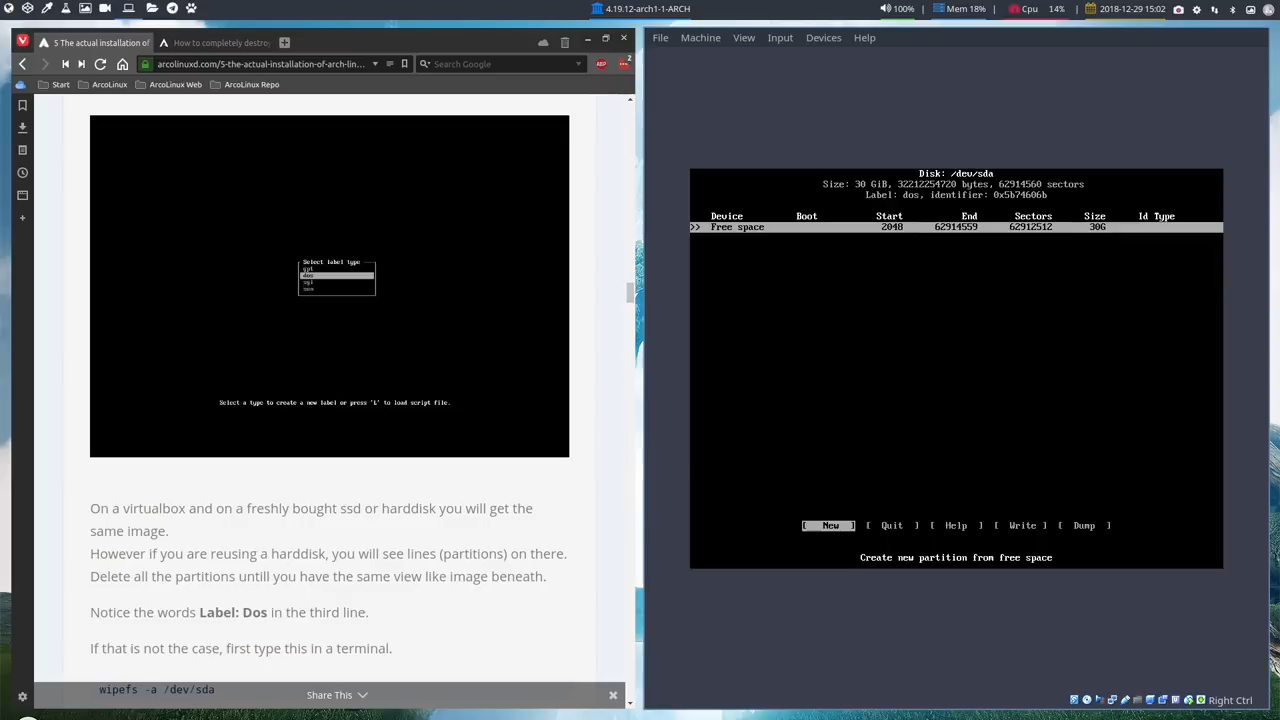 4.19.12-arch1-1-ARCH
100%
Mem 18%
Cpu 14%
2018-12-29 15:02
5 The actual installation of
How to completely destroy
arcolinuxd.com/5-the-actual-installation-of-arch-lin...
Search Google
Start
ArcoLinux
ArcoLinux Web
ArcoLinux Repo
Select label type
gpt
dos
sgi
sun
Select a type to create a new label or press 'L' to load script file.
On a virtualbox and on a freshly bought ssd or harddisk you will get the
same image.
However if you are reusing a harddisk, you will see lines (partitions) on there.
Delete all the partitions untill you have the same view like image beneath.
Notice the words Label: Dos in the third line.
If that is not the case, first type this in a terminal.
wipefs -a /dev/sda
Share This
File Machine View Input Devices Help
Disk: /dev/sda
Size: 30 GiB, 32212254720 bytes, 62914560 sectors
Label: dos, identifier: 0x5b74606b
Device Boot Start End Sectors Size Id Type
>> Free space 2048 62914559 62912512 30G
[ New ] [ Quit ] [ Help ] [ Write ] [ Dump ]
Create new partition from free space
Right Ctrl